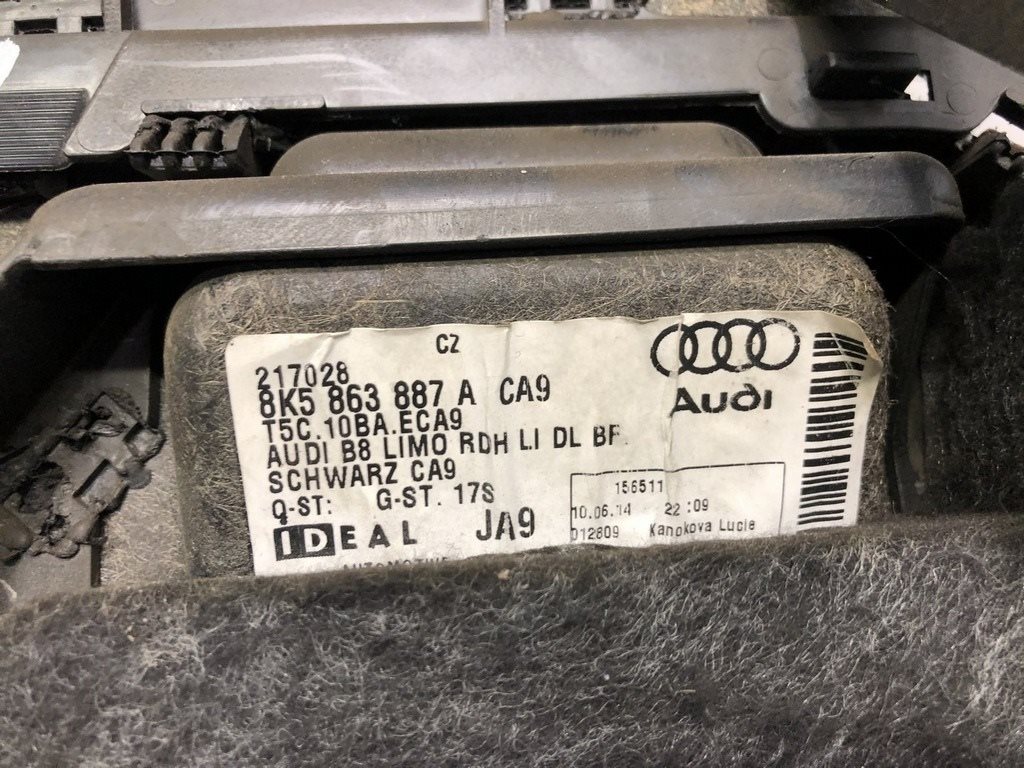 CZ
217028
8K5 863 887 A CA9
T5C.10BA.ECA9
AUDI B8 LIMO RDH LI DL BF
SCHWARZ CA9
Q-ST: G-ST. 17S
IDEAL JA9
AUTOMOTIVE
Audi
156511
10.06.14 22:09
012809 Kanokova Lucie